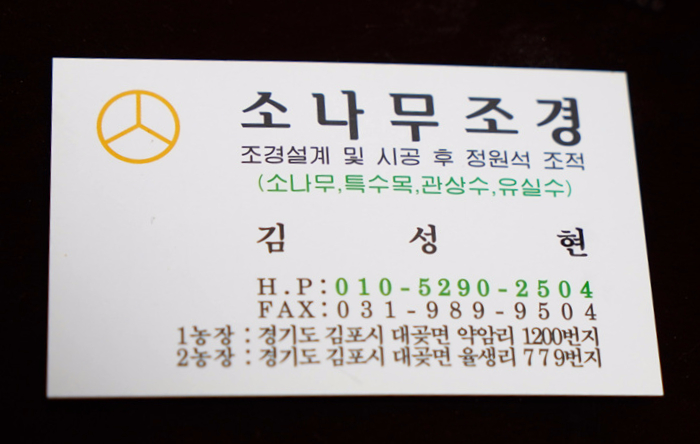 소나무조경
조경설계 및 시공 후 정원석 조적
(소나무,특수목,관상수,유실수)
김 성 현
H.P:010-5290-2504
FAX:031-989-9504
1농장 : 경기도 김포시 대곶면 약암리 1200번지
2농장 : 경기도 김포시 대곶면 율생리 779번지